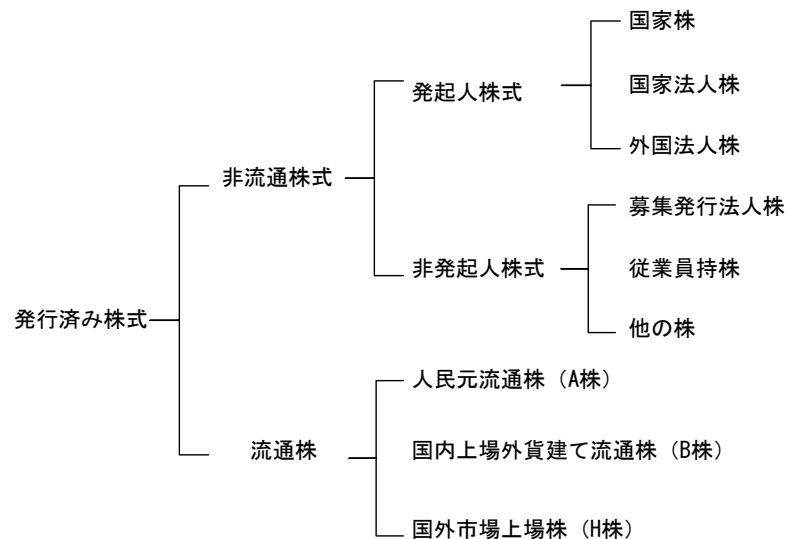 国家株
発起人株式
国家法人株
外国法人株
非流通株式
募集発行法人株
非発起人株式
従業員持株
他の株
発行済み株式
人民元流通株（A株）
流通株
国内上場外貨建て流通株（B株）
国外市場上場株（H株）